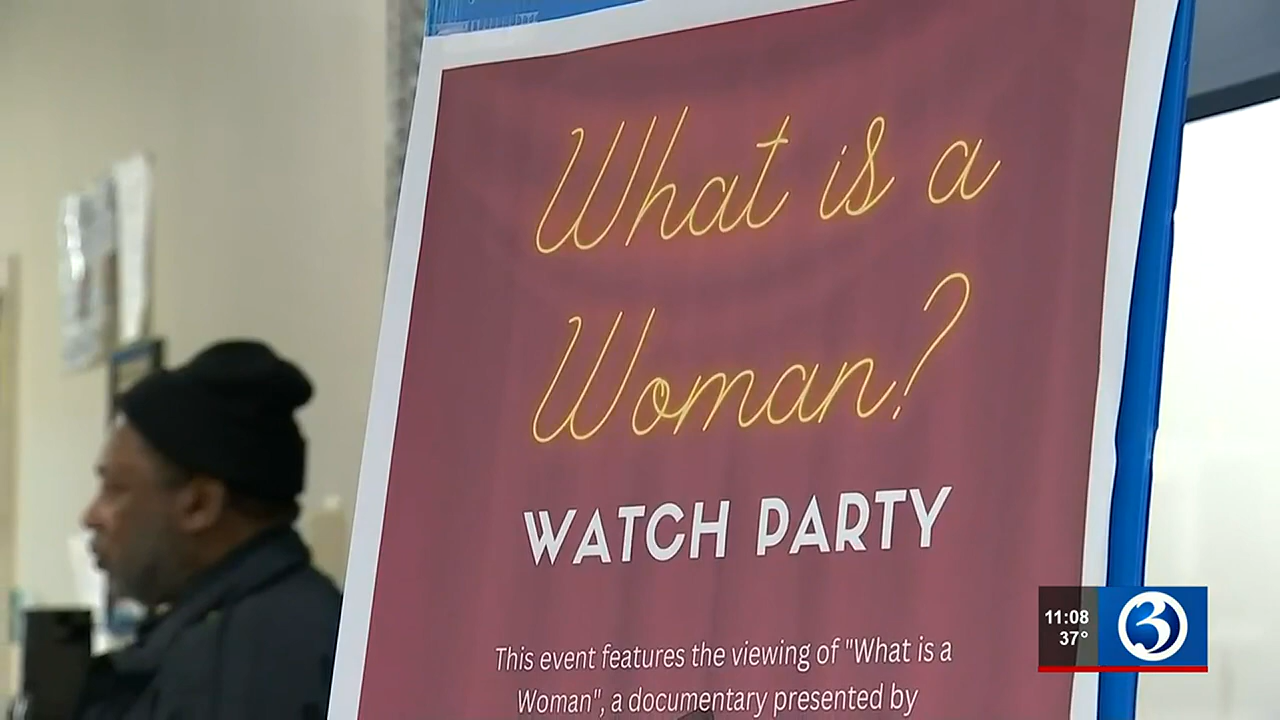 What is a
Woman?
WATCH PARTY
This event features the viewing of "What is a
Woman", a documentary presented by
11:08
37°
3